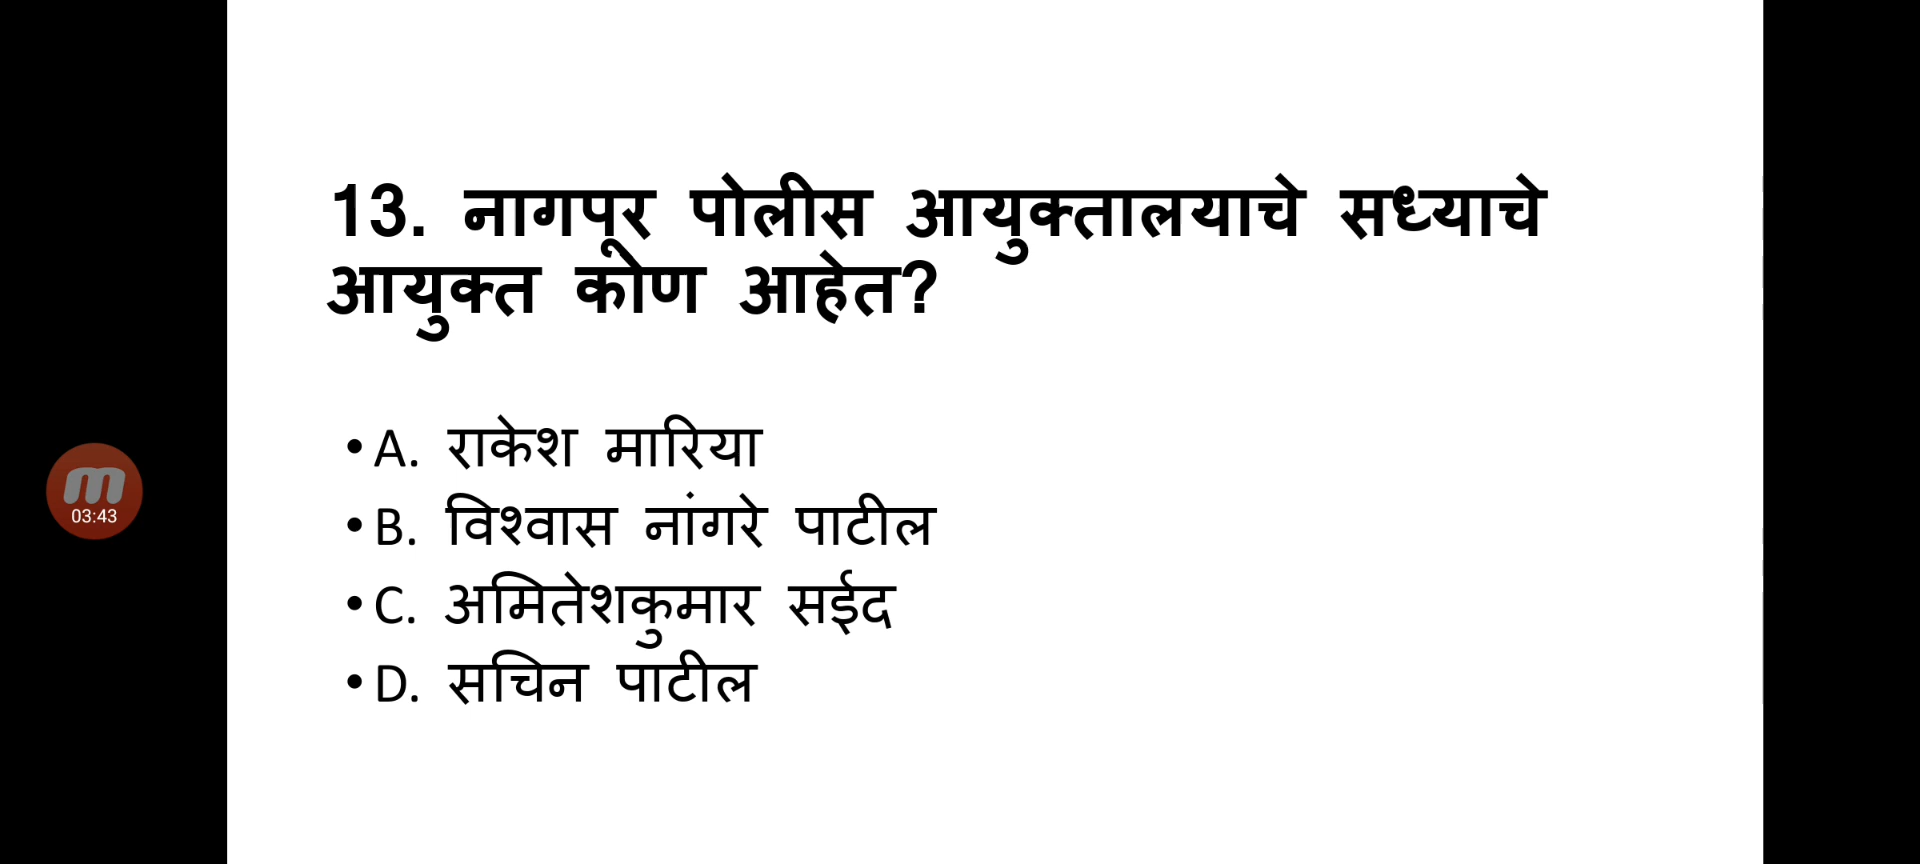 13. नागपूर पोलीस आयुक्तालयाचे सध्याचे
आयुक्त कोण आहेत?
•A. राकेश मारिया
•B. विश्वास नांगरे पाटील
•C. अमितेशकुमार सईद
•D. सचिन पाटील
m
03:43